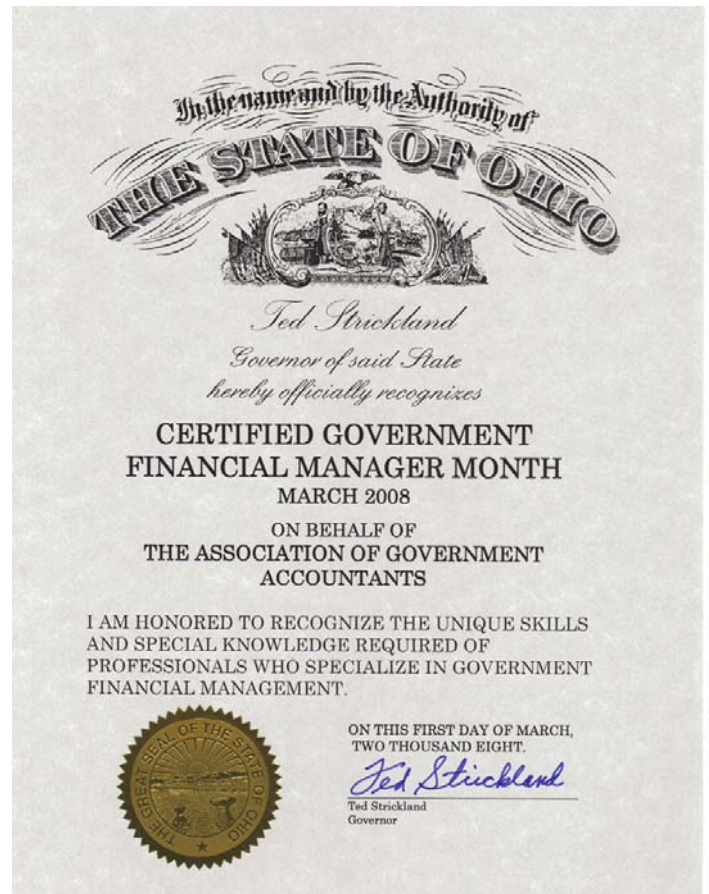 In the name and by the Authority of
THE STATE OF OHIO
Ted Strickland
Governor of said State
hereby officially recognizes
CERTIFIED GOVERNMENT
FINANCIAL MANAGER MONTH
MARCH 2008
ON BEHALF OF
THE ASSOCIATION OF GOVERNMENT
ACCOUNTANTS
I AM HONORED TO RECOGNIZE THE UNIQUE SKILLS
AND SPECIAL KNOWLEDGE REQUIRED OF
PROFESSIONALS WHO SPECIALIZE IN GOVERNMENT
FINANCIAL MANAGEMENT.
THE GREAT SEAL OF THE STATE OF OHIO
ON THIS FIRST DAY OF MARCH,
TWO THOUSAND EIGHT.
Ted Strickland
Ted Strickland
Governor